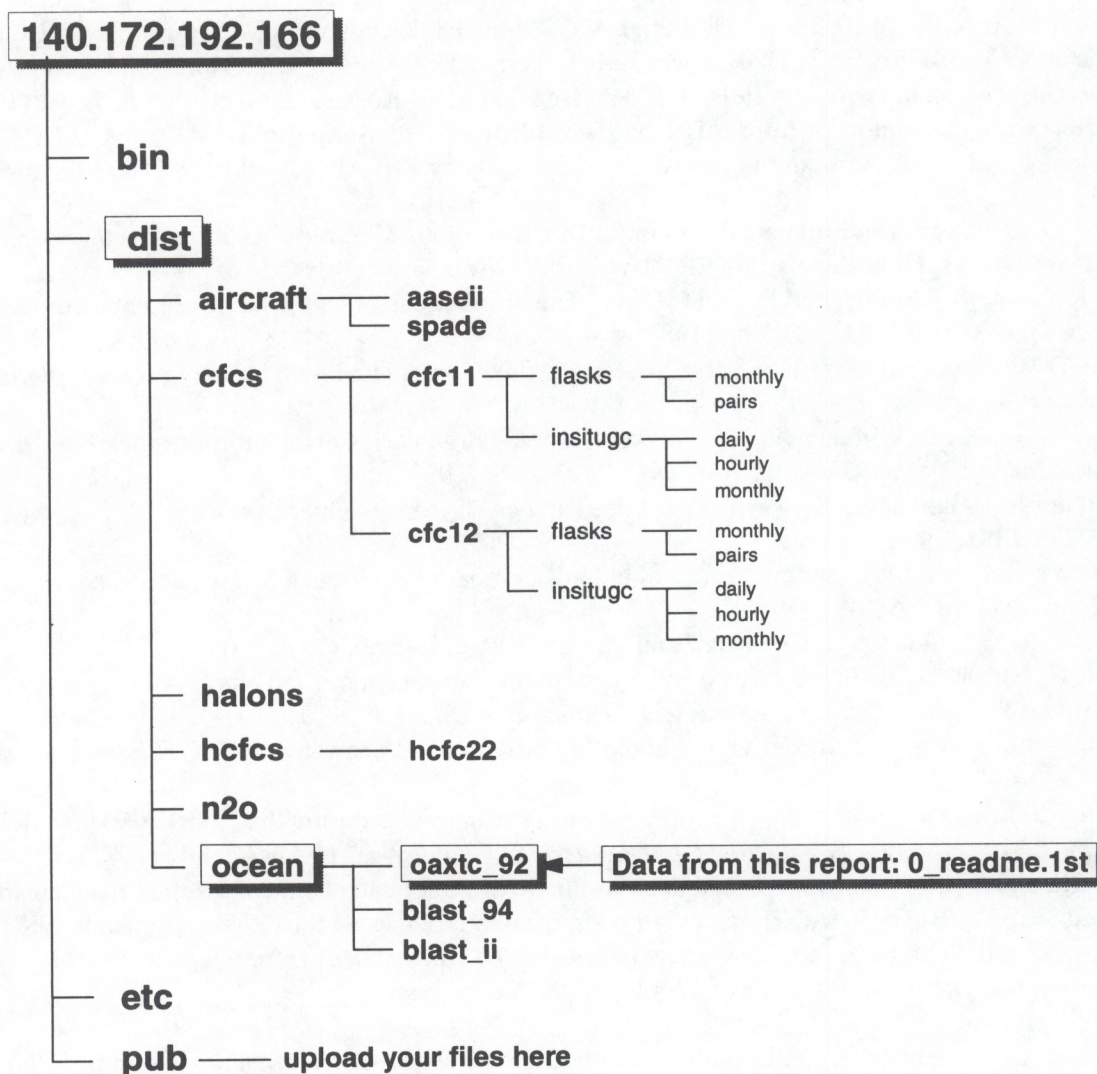 140.172.192.166
bin
dist
aircraft
aaseii
spade
cfcs
cfc11
flasks
monthly
pairs
insitugc
daily
hourly
monthly
cfc12
flasks
monthly
pairs
insitugc
daily
hourly
monthly
halons
hcfcs
hcfc22
n2o
ocean
oaxtc_92
Data from this report: 0_readme.1st
blast_94
blast_ii
etc
pub
upload your files here